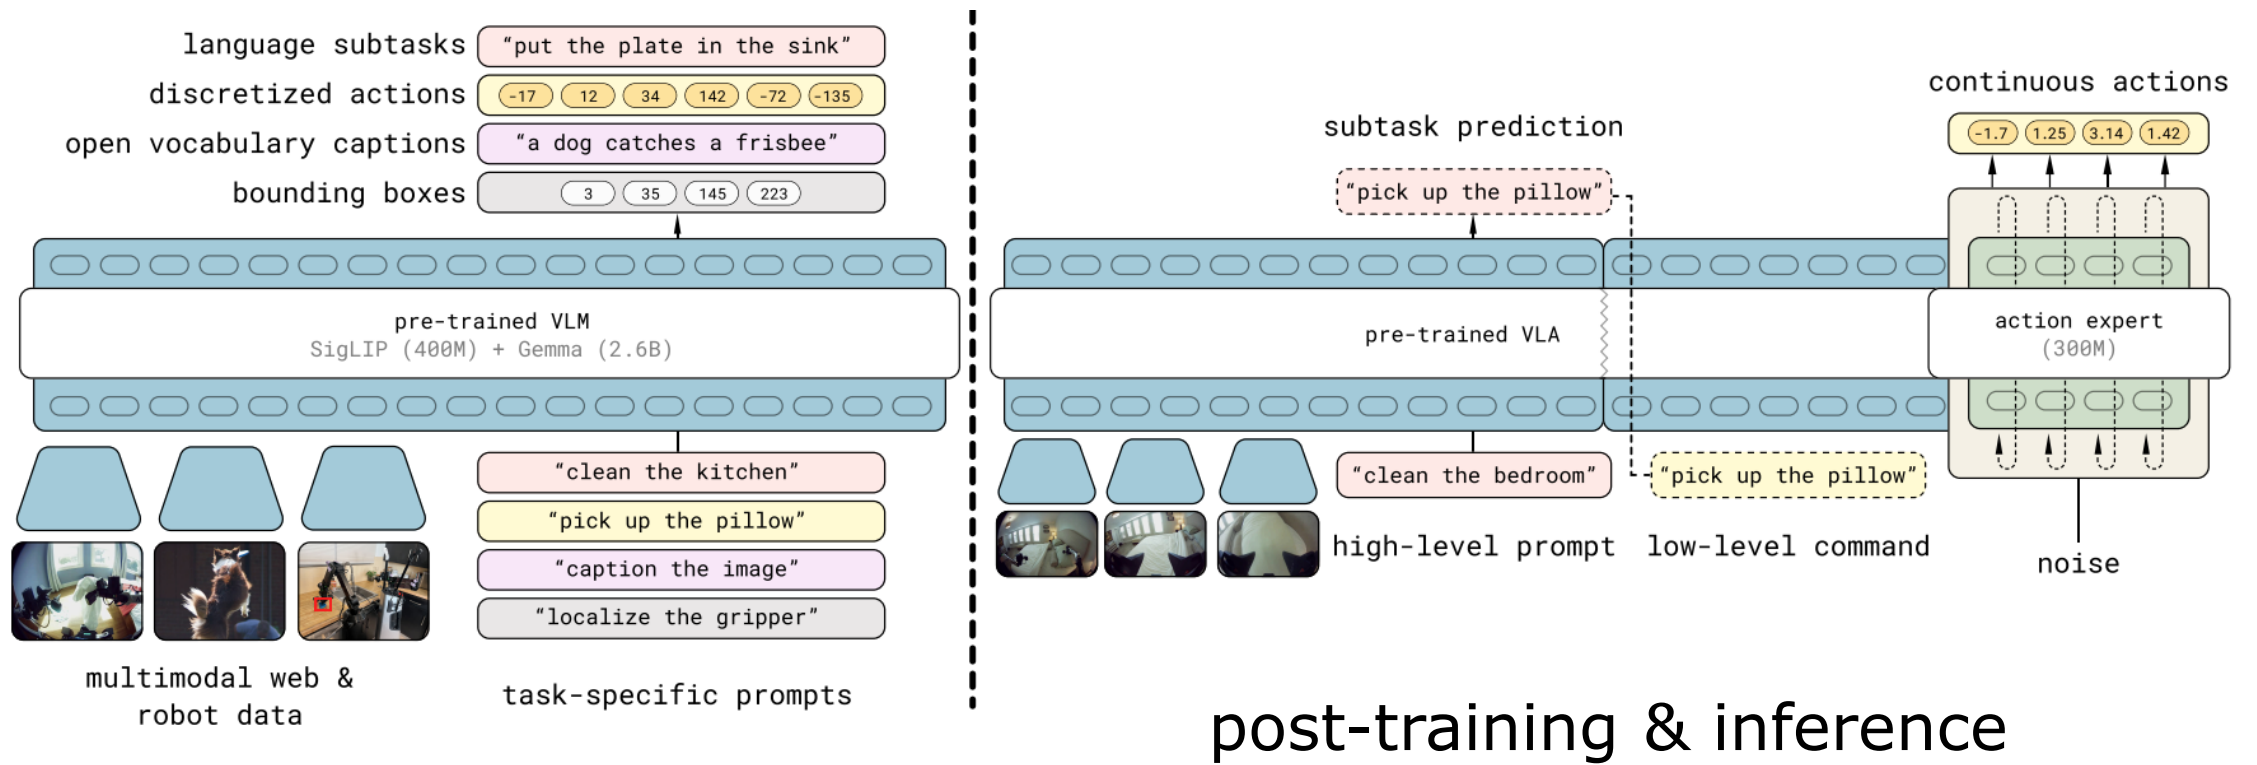 language subtasks
“put the plate in the sink”
discretized actions
-17 12 34 142 -72 -135
open vocabulary captions
“a dog catches a frisbee”
bounding boxes
3 35 145 223
pre-trained VLM
SigLIP (400M) + Gemma (2.6B)
“clean the kitchen”
“pick up the pillow”
“caption the image”
“localize the gripper”
multimodal web &
robot data
task-specific prompts
continuous actions
-1.7 1.25 3.14 1.42
subtask prediction
“pick up the pillow”
pre-trained VLA
action expert
(300M)
“clean the bedroom”
“pick up the pillow”
high-level prompt
low-level command
noise
post-training & inference